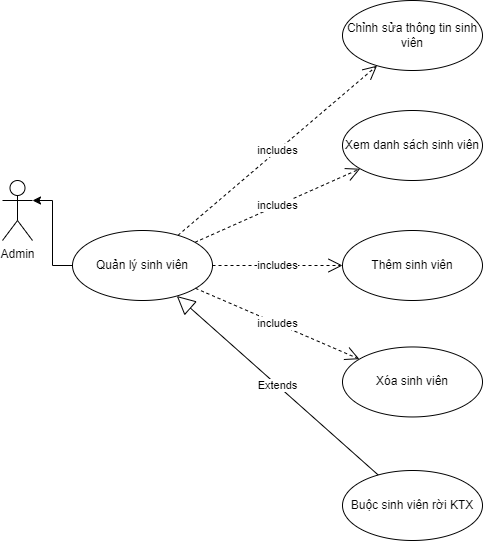 Chỉnh sửa thông tin sinh
viên
includes
Xem danh sách sinh viên
includes
Admin
Quản lý sinh viên
includes
Thêm sinh viên
includes
Xóa sinh viên
Extends
Buộc sinh viên rời KTX